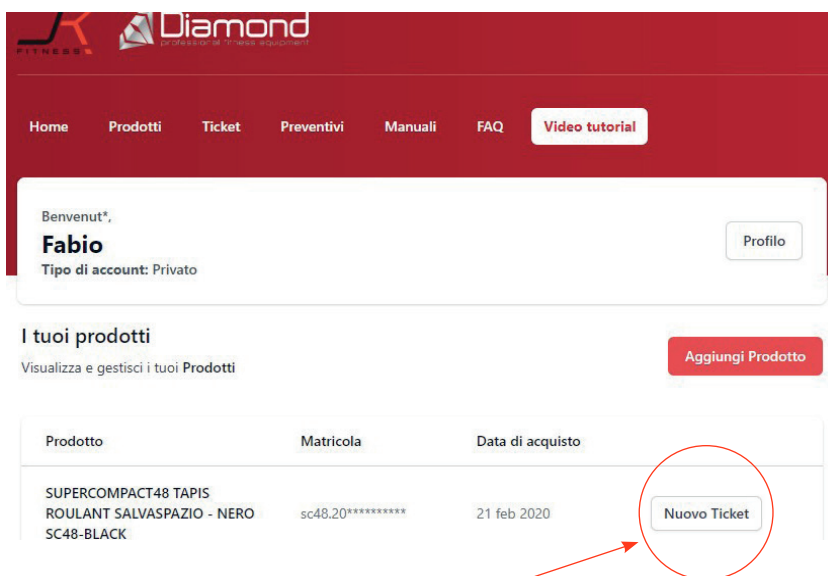 JK
FITNESS
Diamond
professional fitness equipment
Home Prodotti Ticket Preventivi Manuali FAQ Video tutorial
Benvenut*,
Fabio
Tipo di account: Privato
Profilo
I tuoi prodotti
Visualizza e gestisci i tuoi Prodotti
Aggiungi Prodotto
Prodotto Matricola Data di acquisto
SUPERCOMPACT48 TAPIS
ROULANT SALVASPAZIO - NERO
SC48-BLACK
sc48.20**********
21 feb 2020
Nuovo Ticket